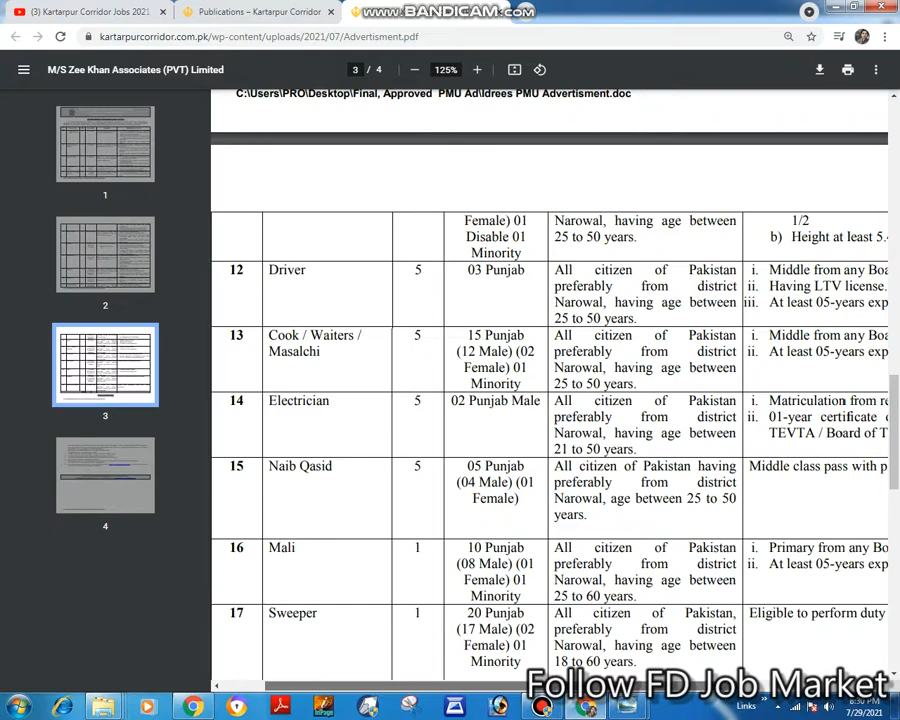 (3) Kartarpur Corridor Jobs 2021
Publications – Kartarpur Corridor
www.BANDICAM.com
kartarpurcorridor.com.pk/wp-content/uploads/2021/07/Advertisment.pdf
M/S Zee Khan Associates (PVT) Limited
3 / 4
125%
C:\Users\PRO\Desktop\Final, Approved PMU Ad\Idrees PMU Advertisment.doc
1
2
3
4
Female) 01
Disable 01
Minority
Narowal, having age between
25 to 50 years.
1/2
b) Height at least 5.
12
Driver
5
03 Punjab
All citizen of Pakistan
preferably from district
Narowal, having age between
25 to 50 years.
i. Middle from any Boa
ii. Having LTV license.
iii. At least 05-years exp
13
Cook / Waiters /
Masalchi
5
15 Punjab
(12 Male) (02
Female) 01
Minority
All citizen of Pakistan
preferably from district
Narowal, having age between
25 to 50 years.
i. Middle from any Boa
ii. At least 05-years exp
14
Electrician
5
02 Punjab Male
All citizen of Pakistan
preferably from district
Narowal, having age between
21 to 50 years.
i. Matriculation from re
ii. 01-year certificate
TEVTA / Board of T
15
Naib Qasid
5
05 Punjab
(04 Male) (01
Female)
All citizen of Pakistan having
preferably from district
Narowal, age between 25 to 50
years.
Middle class pass with p
16
Mali
1
10 Punjab
(08 Male) (01
Female) 01
Minority
All citizen of Pakistan
preferably from district
Narowal, having age between
25 to 60 years.
i. Primary from any Bo
ii. At least 05-years exp
17
Sweeper
1
20 Punjab
(17 Male) (02
Female) 01
Minority
All citizen of Pakistan,
preferably from district
Narowal, having age between
18 to 60 years.
Eligible to perform duty
Follow FD Job Market
Links
8:30 PM
7/29/2021